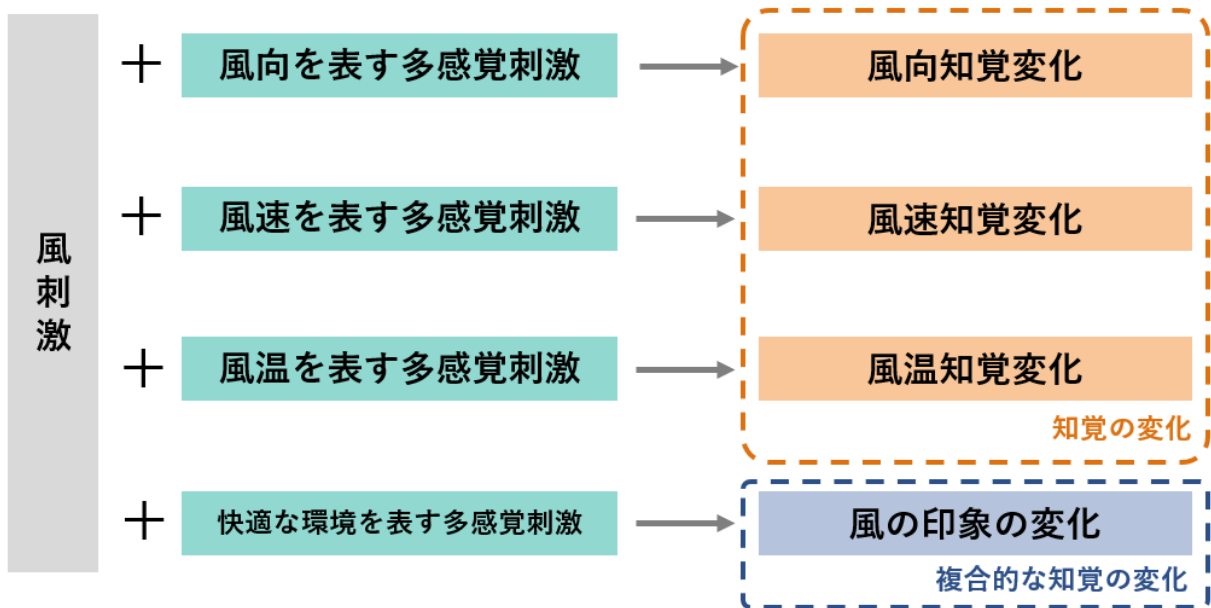 風刺激
＋ 風向を表す多感覚刺激 → 風向知覚変化
＋ 風速を表す多感覚刺激 → 風速知覚変化
＋ 風温を表す多感覚刺激 → 風温知覚変化
知覚の変化
＋ 快適な環境を表す多感覚刺激 → 風の印象の変化
複合的な知覚の変化